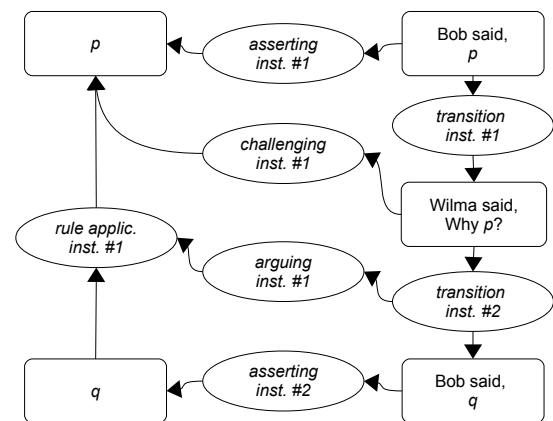 p
asserting
inst. #1
Bob said,
p
transition
inst. #1
challenging
inst. #1
Wilma said,
Why p?
rule applic.
inst. #1
arguing
inst. #1
transition
inst. #2
q
asserting
inst. #2
Bob said,
q